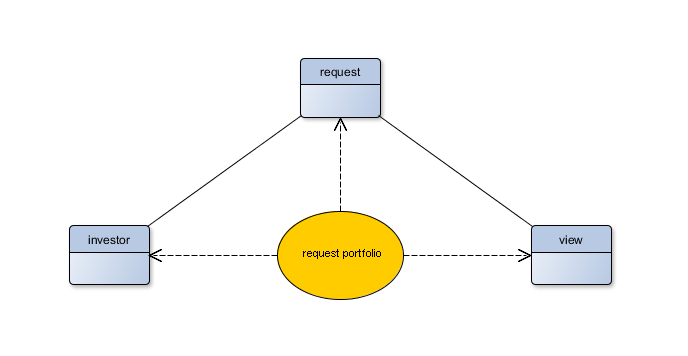 request
investor
request portfolio
view